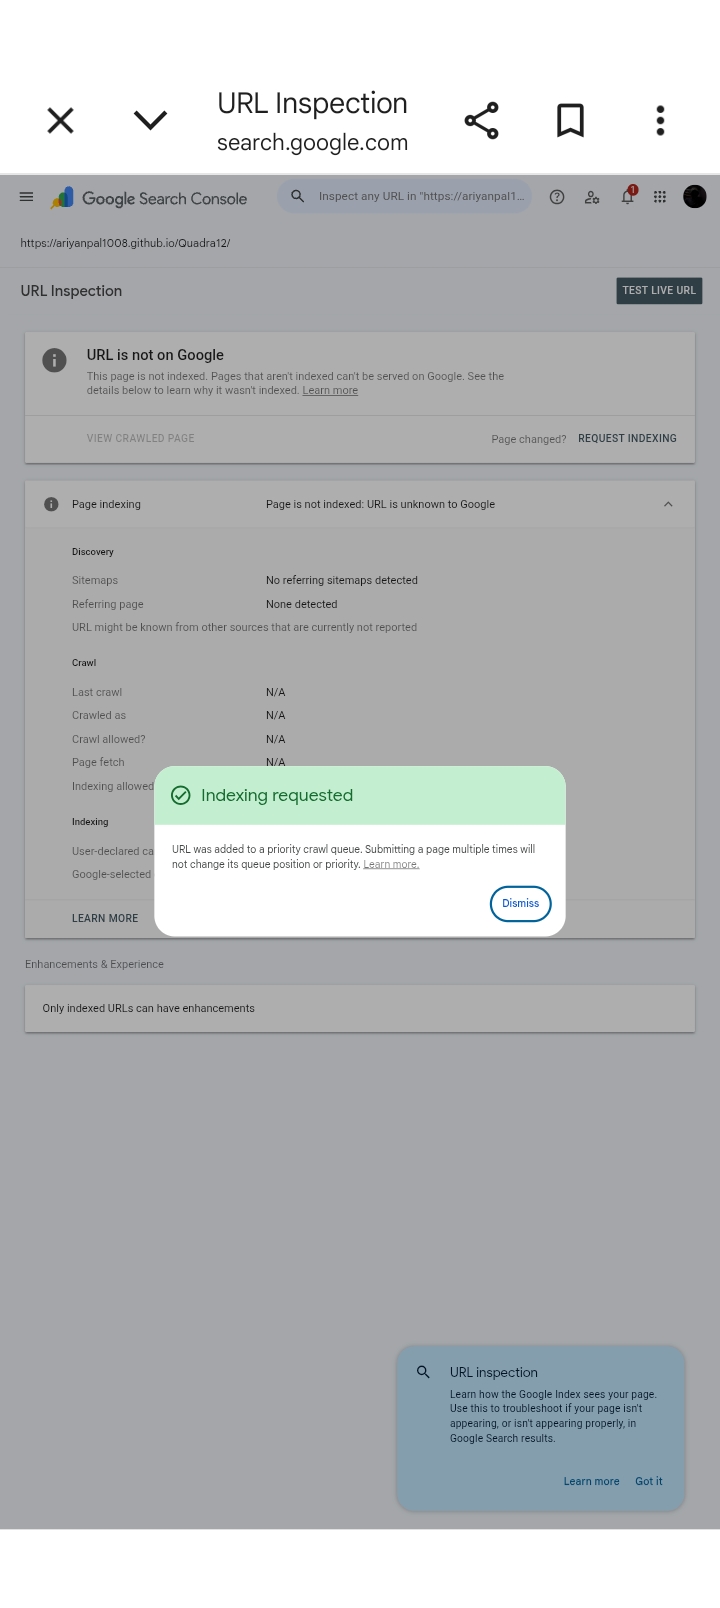 URL Inspection
search.google.com
Google Search Console
Inspect any URL in "https://ariyanpal1...
1
https://ariyanpal1008.github.io/Quadra12/
URL Inspection
TEST LIVE URL
URL is not on Google
This page is not indexed. Pages that aren't indexed can't be served on Google. See the
details below to learn why it wasn't indexed. Learn more
VIEW CRAWLED PAGE
Page changed? REQUEST INDEXING
Page indexing
Page is not indexed: URL is unknown to Google
Discovery
Sitemaps
No referring sitemaps detected
Referring page
None detected
URL might be known from other sources that are currently not reported
Crawl
Last crawl
N/A
Crawled as
N/A
Crawl allowed?
N/A
Page fetch
N/A
Indexing allowed
Indexing requested
URL was added to a priority crawl queue. Submitting a page multiple times will
not change its queue position or priority. Learn more.
Dismiss
Indexing
User-declared ca
Google-selected
LEARN MORE
Enhancements & Experience
Only indexed URLs can have enhancements
URL inspection
Learn how the Google Index sees your page.
Use this to troubleshoot if your page isn't
appearing, or isn't appearing properly, in
Google Search results.
Learn more
Got it